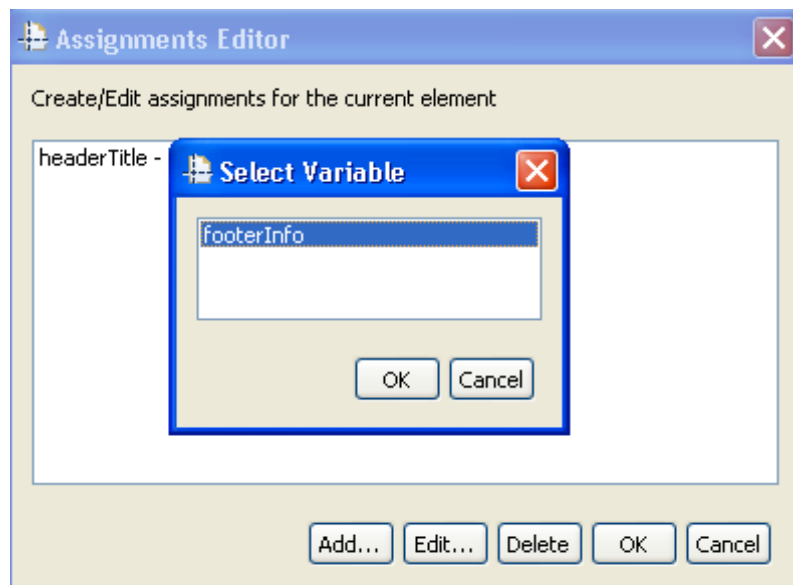 Assignments Editor
Create/Edit assignments for the current element
headerTitle -
Select Variable
footerInfo
OK Cancel
Add... Edit... Delete OK Cancel